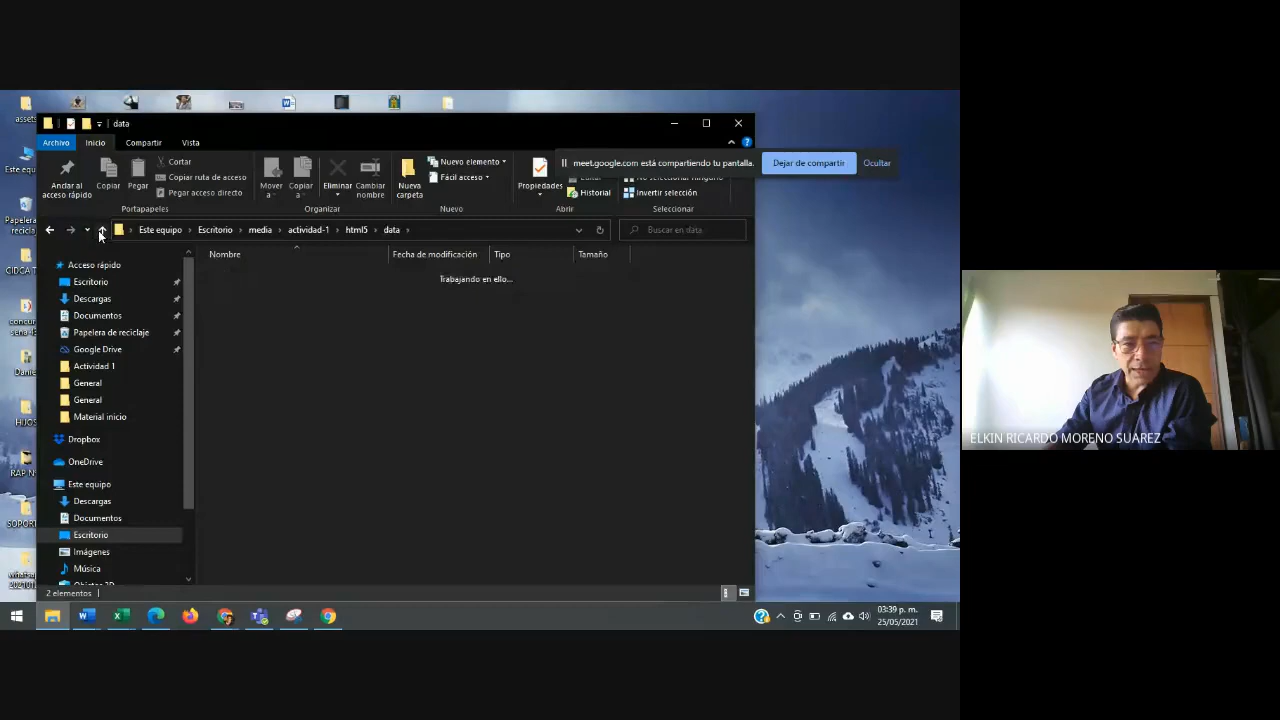 data
Archivo
Inicio
Compartir
Vista
meet.google.com está compartiendo tu pantalla.
Dejar de compartir
Ocultar
Anclar al acceso rápido
Copiar
Pegar
Cortar
Copiar ruta de acceso
Pegar acceso directo
Portapapeles
Mover a
Copiar a
Eliminar
Cambiar nombre
Organizar
Nueva carpeta
Nuevo elemento
Fácil acceso
Nuevo
Propiedades
Historial
Abrir
Invertir selección
Seleccionar
Este equipo › Escritorio › media › actividad-1 › html5 › data ›
Buscar en data
Nombre
Fecha de modificación
Tipo
Tamaño
Trabajando en ello...
Acceso rápido
Escritorio
Descargas
Documentos
Papelera de reciclaje
Google Drive
Actividad 1
General
General
Material inicio
Dropbox
OneDrive
Este equipo
Descargas
Documentos
Escritorio
Imágenes
Música
2 elementos
03:39 p. m.
25/05/2021
ELKIN RICARDO MORENO SUAREZ